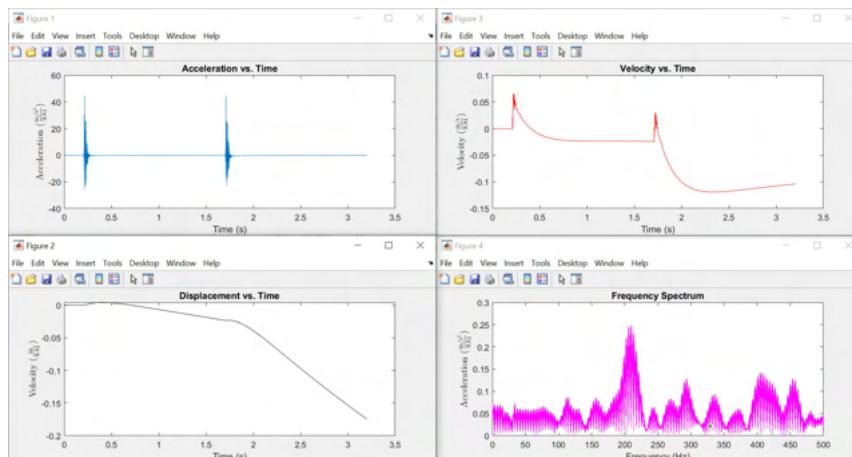 Figure 1
File Edit View Insert Tools Desktop Window Help
Acceleration vs. Time
Acceleration
60
40
20
0
-20
-40
0 0.5 1 1.5 2 2.5 3 3.5
Time (s)
Figure 3
File Edit View Insert Tools Desktop Window Help
Velocity vs. Time
Velocity
0.1
0.05
0
-0.05
-0.1
-0.15
0 0.5 1 1.5 2 2.5 3 3.5
Time (s)
Figure 2
File Edit View Insert Tools Desktop Window Help
Displacement vs. Time
Velocity
0
-0.05
-0.1
-0.15
-0.2
0 0.5 1 1.5 2 2.5 3 3.5
Time (s)
Figure 4
File Edit View Insert Tools Desktop Window Help
Frequency Spectrum
Acceleration
0.3
0.25
0.2
0.15
0.1
0.05
0
0 50 100 150 200 250 300 350 400 450 500
Frequency (Hz)